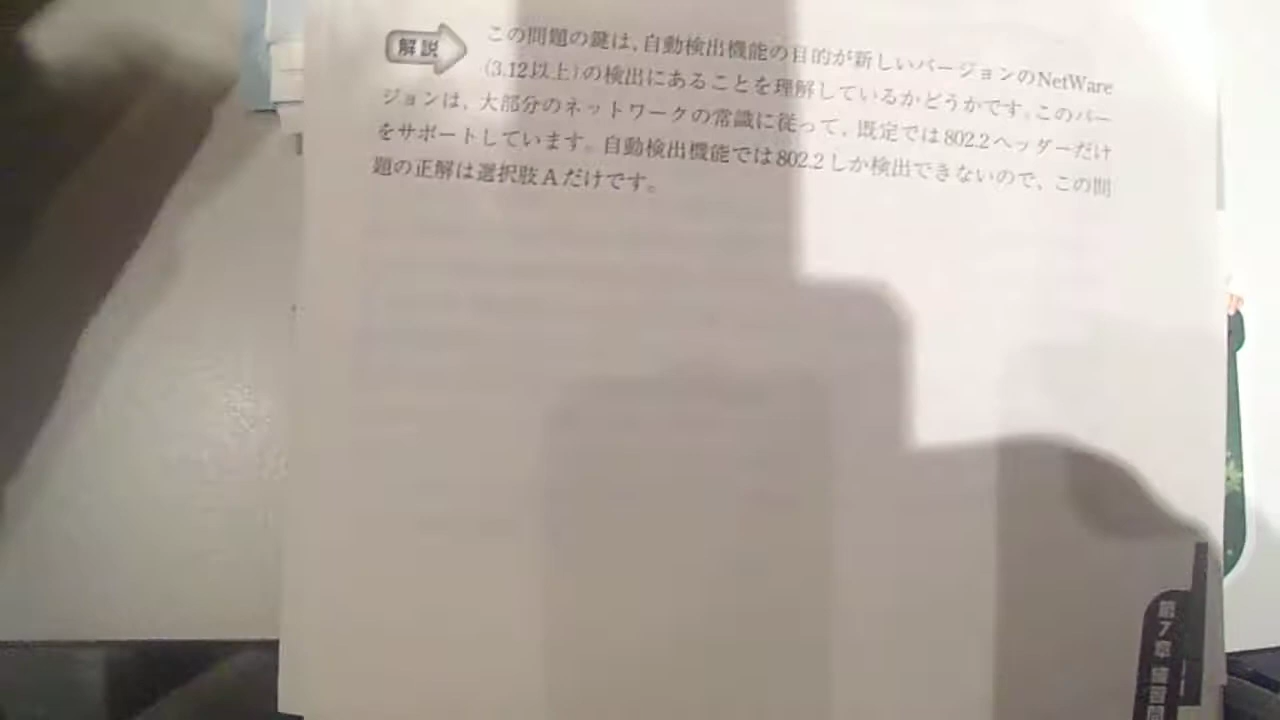 解説
この問題の鍵は、自動検出機能の目的が新しいバージョンのNetWare
(3.12以上)の検出にあることを理解しているかどうかです。このバー
ジョンは、大部分のネットワークの常識に従って、既定では802.2ヘッダーだけ
をサポートしています。自動検出機能では802.2しか検出できないので、この問
題の正解は選択肢Aだけです。
第7章